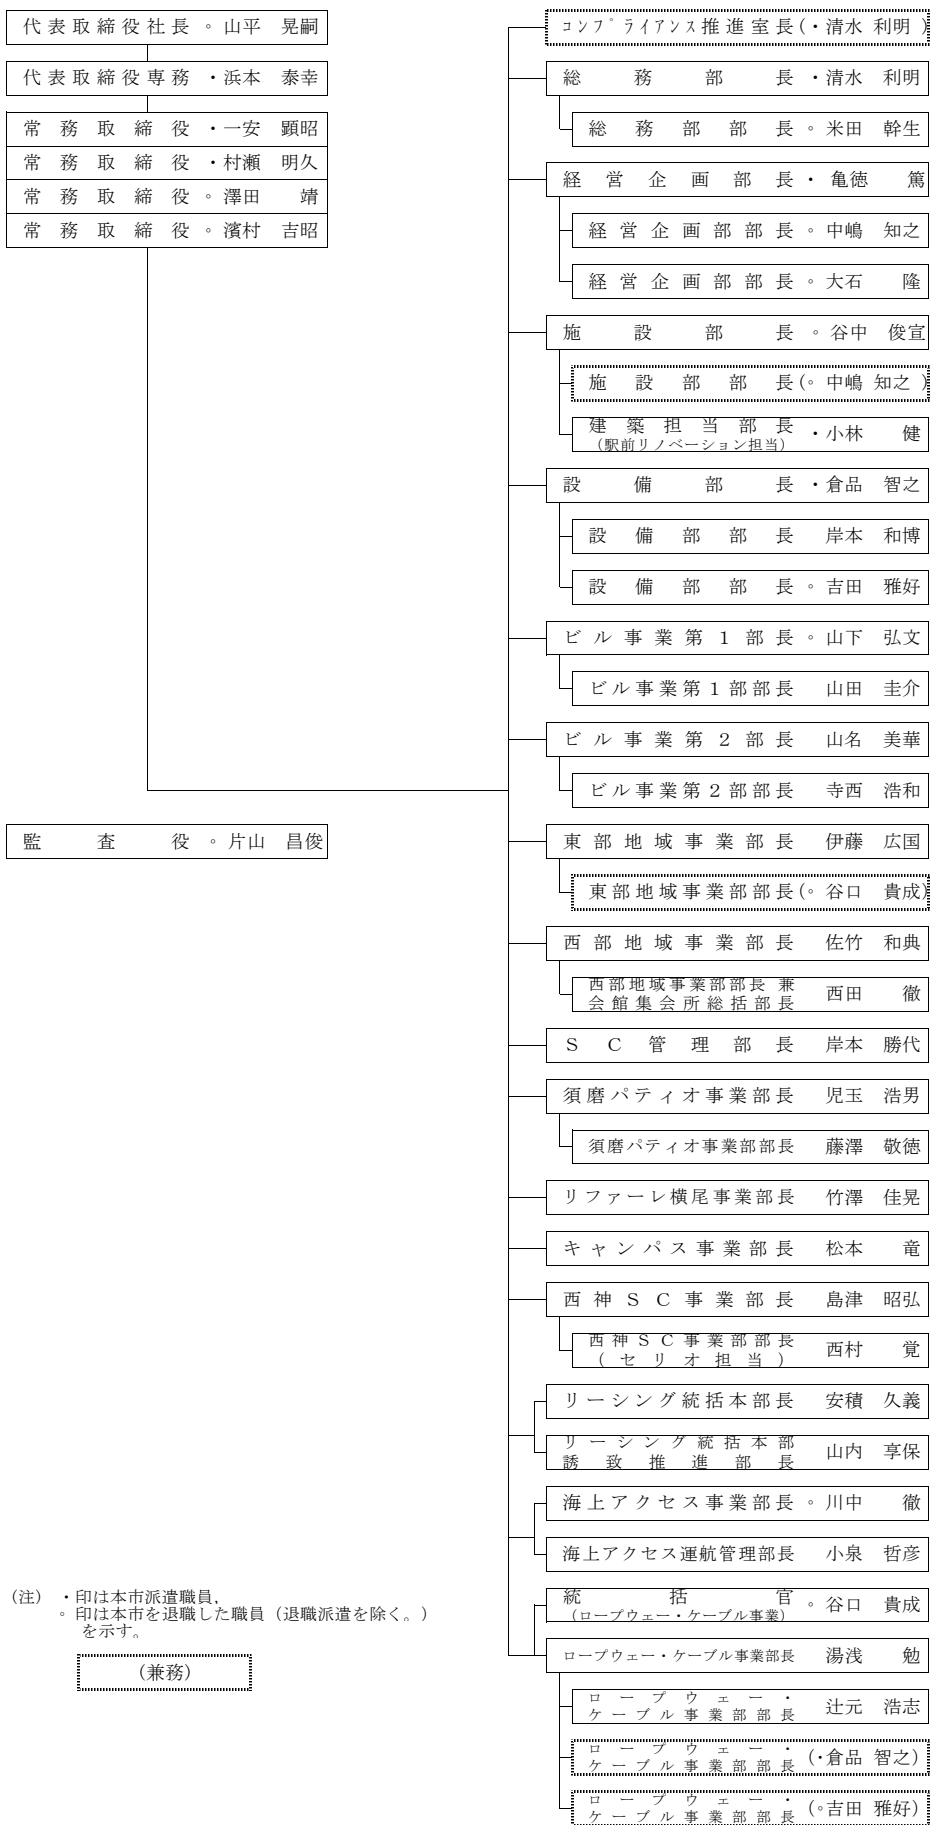 代表取締役社長 ◦ 山平 晃嗣
代表取締役専務 ・浜本 泰幸
常務取締役 ・一安 顕昭
常務取締役 ・村瀬 明久
常務取締役 ◦ 澤田 靖
常務取締役 ◦ 濱村 吉昭
監査役 ◦ 片山 昌俊
コンプライアンス推進室長(・清水 利明 )
総務部長 ・清水 利明
総務部部長 ◦ 米田 幹生
経営企画部長 ・ 亀徳 篤
経営企画部部長 ◦ 中嶋 知之
経営企画部部長 ◦ 大石 隆
施設部長 ◦ 谷中 俊宣
施設部部長(◦ 中嶋 知之 )
建築担当部長
(駅前リノベーション担当)
・小林 健
設備部長 ・倉品 智之
設備部部長 岸本 和博
設備部部長 ◦ 吉田 雅好
ビル事業第1部長 ◦ 山下 弘文
ビル事業第1部部長 山田 圭介
ビル事業第2部長 山名 美華
ビル事業第2部部長 寺西 浩和
東部地域事業部長 伊藤 広国
東部地域事業部部長(◦ 谷口 貴成)
西部地域事業部長 佐竹 和典
西部地域事業部部長 兼
会館集会所総括部長
西田 徹
SC管理部長 岸本 勝代
須磨パティオ事業部長 児玉 浩男
須磨パティオ事業部部長 藤澤 敬徳
リファーレ横尾事業部長 竹澤 佳晃
キャンパス事業部長 松本 竜
西神SC事業部長 島津 昭弘
西神SC事業部部長
(セリオ担当)
西村 覚
リーシング統括本部長 安積 久義
リーシング統括本部
誘致推進部長
山内 享保
海上アクセス事業部長 ◦ 川中 徹
海上アクセス運航管理部長 小泉 哲彦
統括官
(ロープウェー・ケーブル事業)
◦ 谷口 貴成
ロープウェー・ケーブル事業部長 湯浅 勉
ロープウェー・
ケーブル事業部部長
辻元 浩志
ロープウェー・
ケーブル事業部部長
(・倉品 智之)
ロープウェー・
ケーブル事業部部長
(◦吉田 雅好)
(注) ・印は本市派遣職員,
◦ 印は本市を退職した職員(退職派遣を除く。)
を示す。
(兼務)